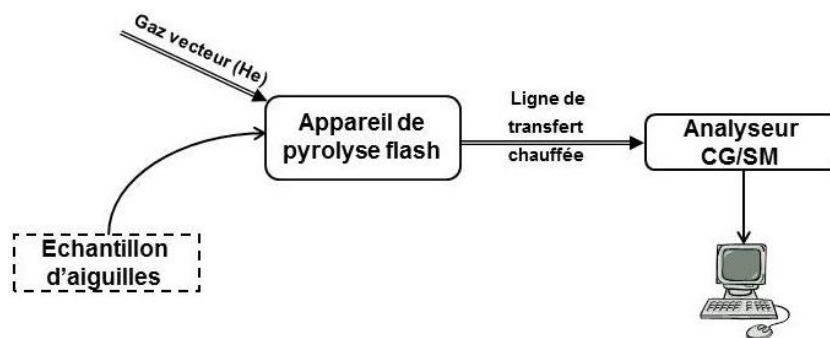 Gaz vecteur (He)
Appareil de
pyrolyse flash
Ligne de
transfert
chauffée
Analyseur
CG/SM
Echantillon
d'aiguilles